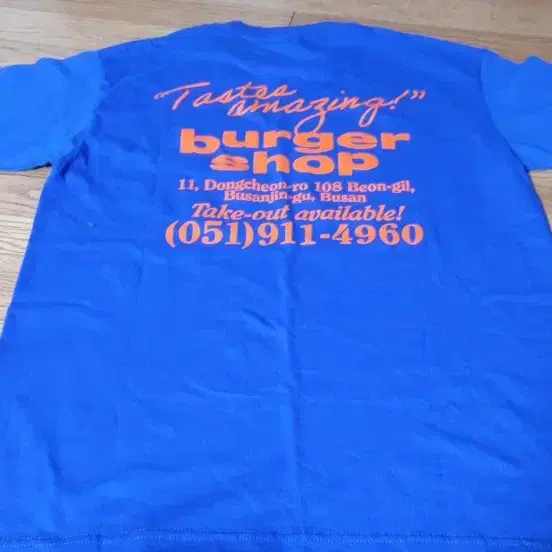 "Tastes
amazing!"
burger
shop
11, Dongcheon-ro 108 Beon-gil,
Busanjin-gu, Busan
Take-out available!
(051)911-4960